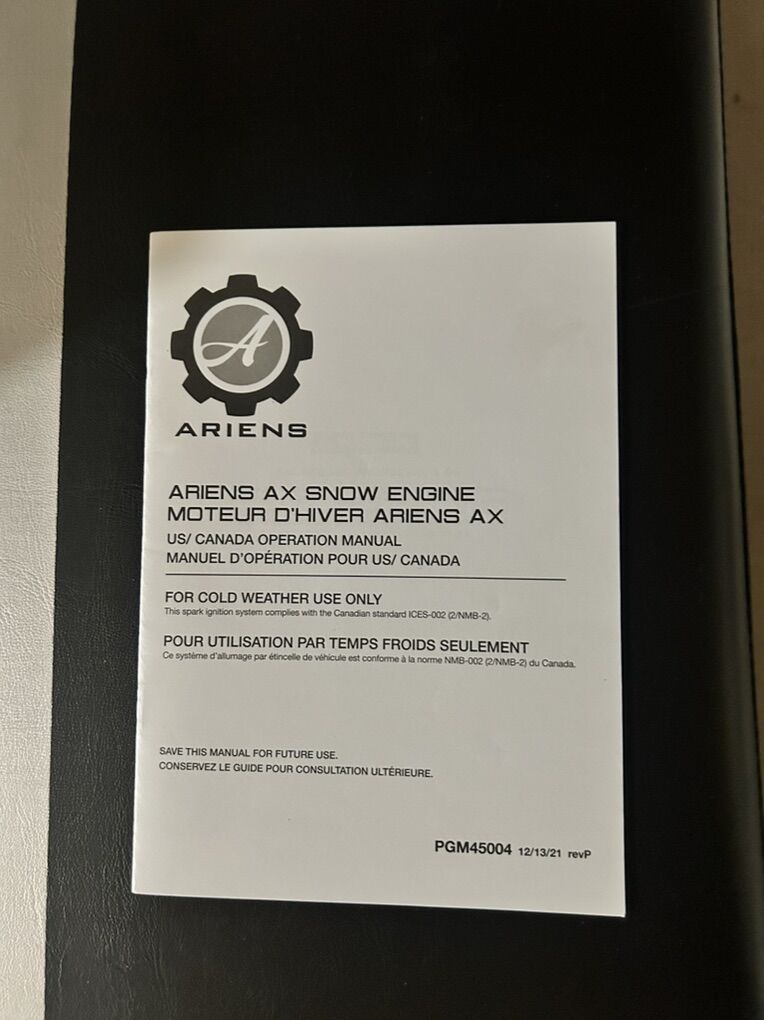 A
ARIENS
ARIENS AX SNOW ENGINE
MOTEUR D'HIVER ARIENS AX
US/ CANADA OPERATION MANUAL
MANUEL D'OPÉRATION POUR US/ CANADA
FOR COLD WEATHER USE ONLY
This spark ignition system complies with the Canadian standard ICES-002 (2/NMB-2).
POUR UTILISATION PAR TEMPS FROIDS SEULEMENT
Ce système d'allumage par étincelle de véhicule est conforme à la norme NMB-002 (2/NMB-2) du Canada.
SAVE THIS MANUAL FOR FUTURE USE.
CONSERVEZ LE GUIDE POUR CONSULTATION ULTÉRIEURE.
PGM45004 12/13/21 revP